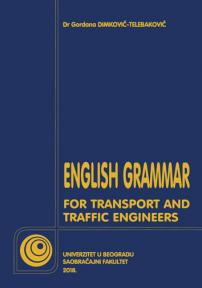 Dr Gordana DIMKOVIĆ-TELEBAKOVIĆ
ENGLISH GRAMMAR
FOR TRANSPORT AND
TRAFFIC ENGINEERS
UNIVERZITET U BEOGRADU
SAOBRAĆAJNI FAKULTET
2018.